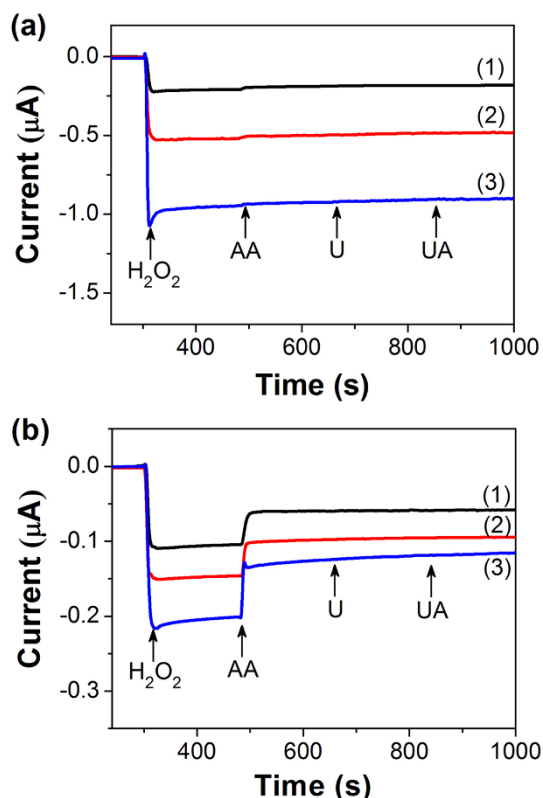 (a)
0.0
-0.5
-1.0
-1.5
Current (μA)
(1)
(2)
(3)
H₂O₂
AA
U
UA
400
600
800
1000
Time (s)
(b)
0.0
-0.1
-0.2
-0.3
Current (μA)
(1)
(2)
(3)
H₂O₂
AA
U
UA
400
600
800
1000
Time (s)